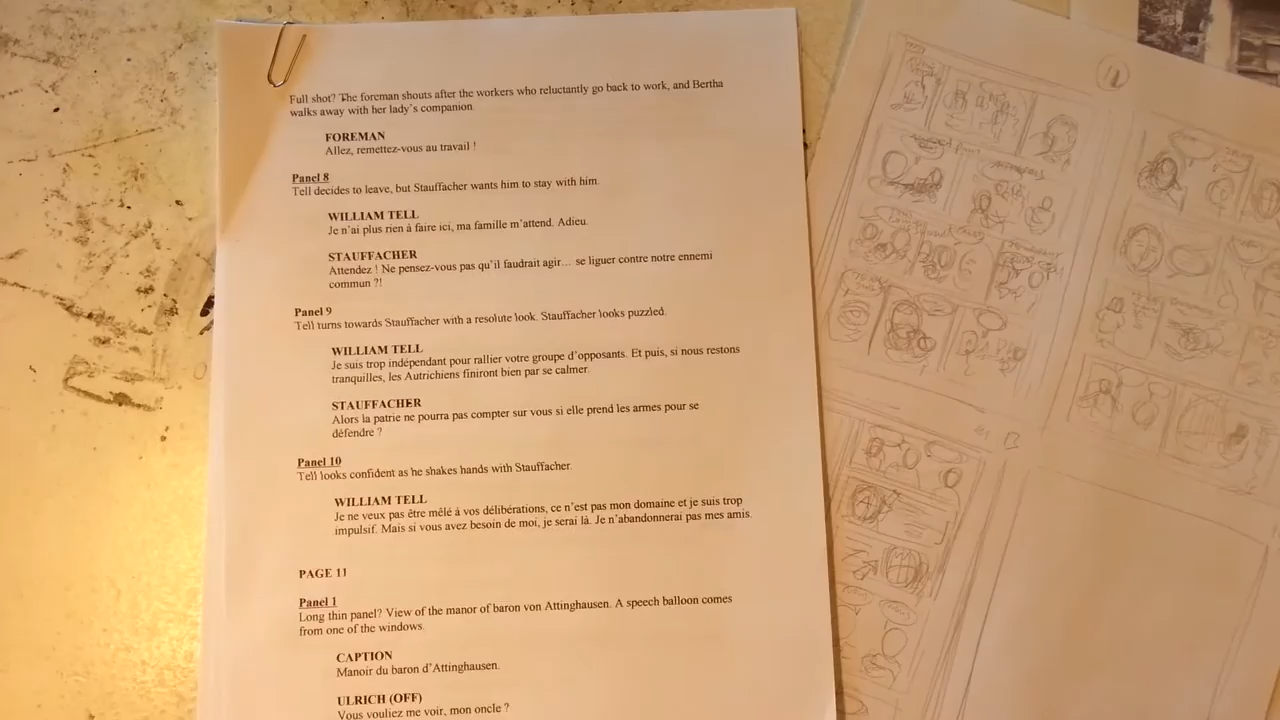 Full shot? The foreman shouts after the workers who reluctantly go back to work, and Bertha
walks away with her lady's companion.
FOREMAN
Allez, remettez-vous au travail !
Panel 8
Tell decides to leave, but Stauffacher wants him to stay with him.
WILLIAM TELL
Je n'ai plus rien à faire ici, ma famille m'attend. Adieu.
STAUFFACHER
Attendez ! Ne pensez-vous pas qu'il faudrait agir… se liguer contre notre ennemi
commun ?!
Panel 9
Tell turns towards Stauffacher with a resolute look. Stauffacher looks puzzled.
WILLIAM TELL
Je suis trop indépendant pour rallier votre groupe d'opposants. Et puis, si nous restons
tranquilles, les Autrichiens finiront bien par se calmer.
STAUFFACHER
Alors la patrie ne pourra pas compter sur vous si elle prend les armes pour se
défendre ?
Panel 10
Tell looks confident as he shakes hands with Stauffacher.
WILLIAM TELL
Je ne veux pas être mêlé à vos délibérations, ce n'est pas mon domaine et je suis trop
impulsif. Mais si vous avez besoin de moi, je serai là. Je n'abandonnerai pas mes amis.
PAGE 11
Panel 1
Long thin panel? View of the manor of baron von Attinghausen. A speech balloon comes
from one of the windows.
CAPTION
Manoir du baron d'Attinghausen.
ULRICH (OFF)
Vous vouliez me voir, mon oncle ?